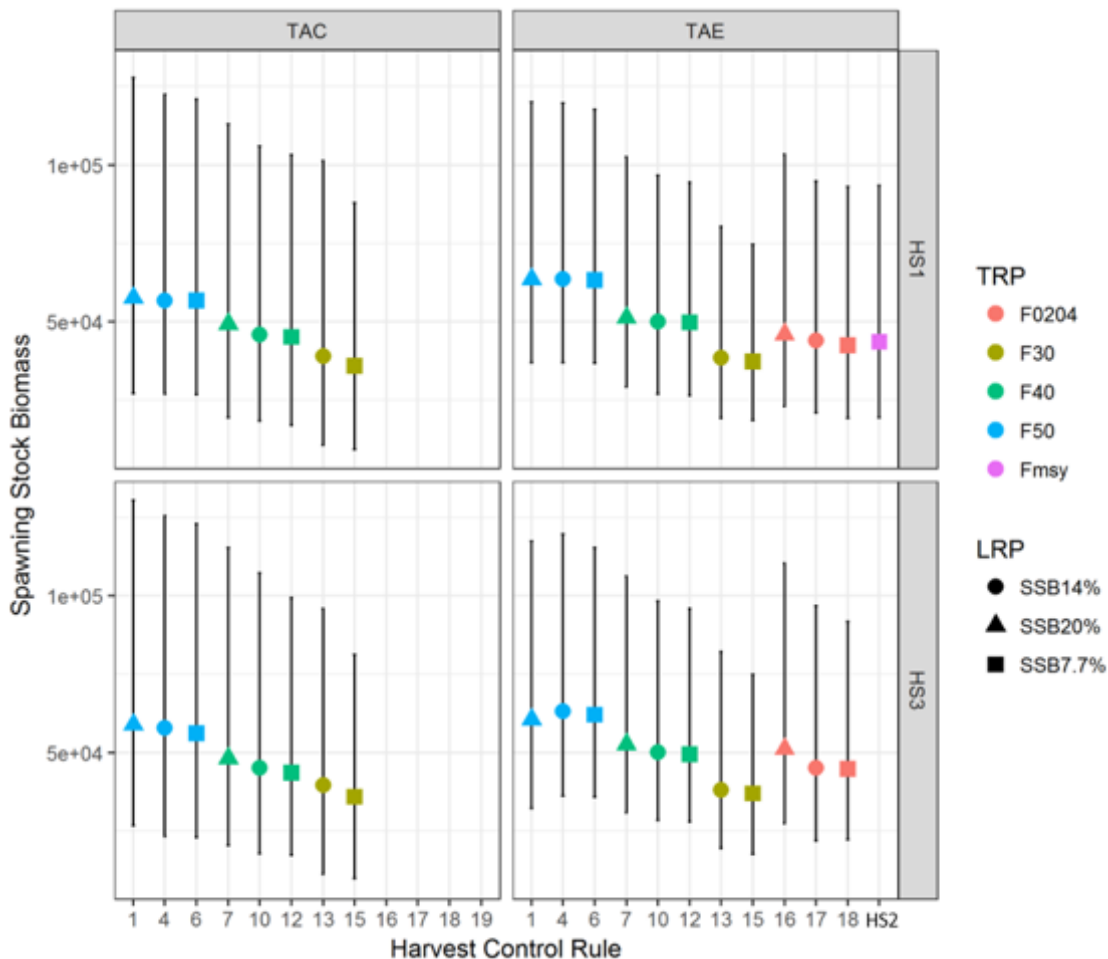 TAC TAE
1e+05
5e+04
HS1
1e+05
5e+04
HS3
Spawning Stock Biomass
1 4 6 7 10 12 13 15 16 17 18 19 1 4 6 7 10 12 13 15 16 17 18 HS2
Harvest Control Rule
TRP
F0204
F30
F40
F50
Fmsy
LRP
SSB14%
SSB20%
SSB7.7%